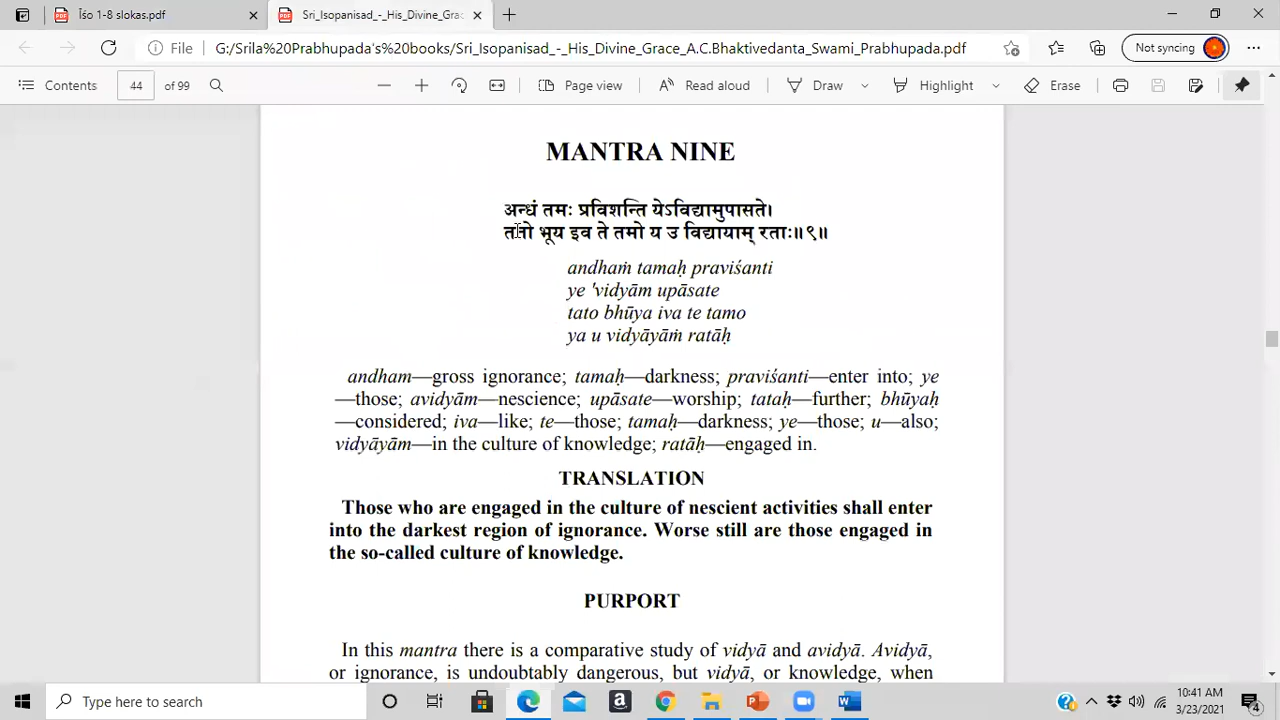 Īśo 1-8 slokas.pdf
Sri_Isopanisad_-_His_Divine_Grac
File
G:/Srila%20Prabhupada's%20books/Sri_Isopanisad_-_His_Divine_Grace_A.C.Bhaktivedanta_Swami_Prabhupada.pdf
Not syncing
Contents
44
of 99
Page view
Read aloud
Draw
Highlight
Erase
MANTRA NINE
अन्धं तमः प्रविशन्ति येऽविद्यामुपासते।
भूय इव ते तमो य उ विद्यायाम् रताः॥९॥
andhaṁ tamaḥ praviśanti
ye 'vidyām upāsate
tato bhūya iva te tamo
ya u vidyāyāṁ ratāḥ
andham—gross ignorance; tamaḥ—darkness; praviśanti—enter into; ye
—those; avidyām—nescience; upāsate—worship; tataḥ—further; bhūyaḥ
—considered; iva—like; te—those; tamaḥ—darkness; ye—those; u—also;
vidyāyām—in the culture of knowledge; ratāḥ—engaged in.
TRANSLATION
Those who are engaged in the culture of nescient activities shall enter
into the darkest region of ignorance. Worse still are those engaged in
the so-called culture of knowledge.
PURPORT
In this mantra there is a comparative study of vidyā and avidyā. Avidyā,
or ignorance, is undoubtably dangerous, but vidyā, or knowledge, when
Type here to search
10:41 AM
3/23/2021